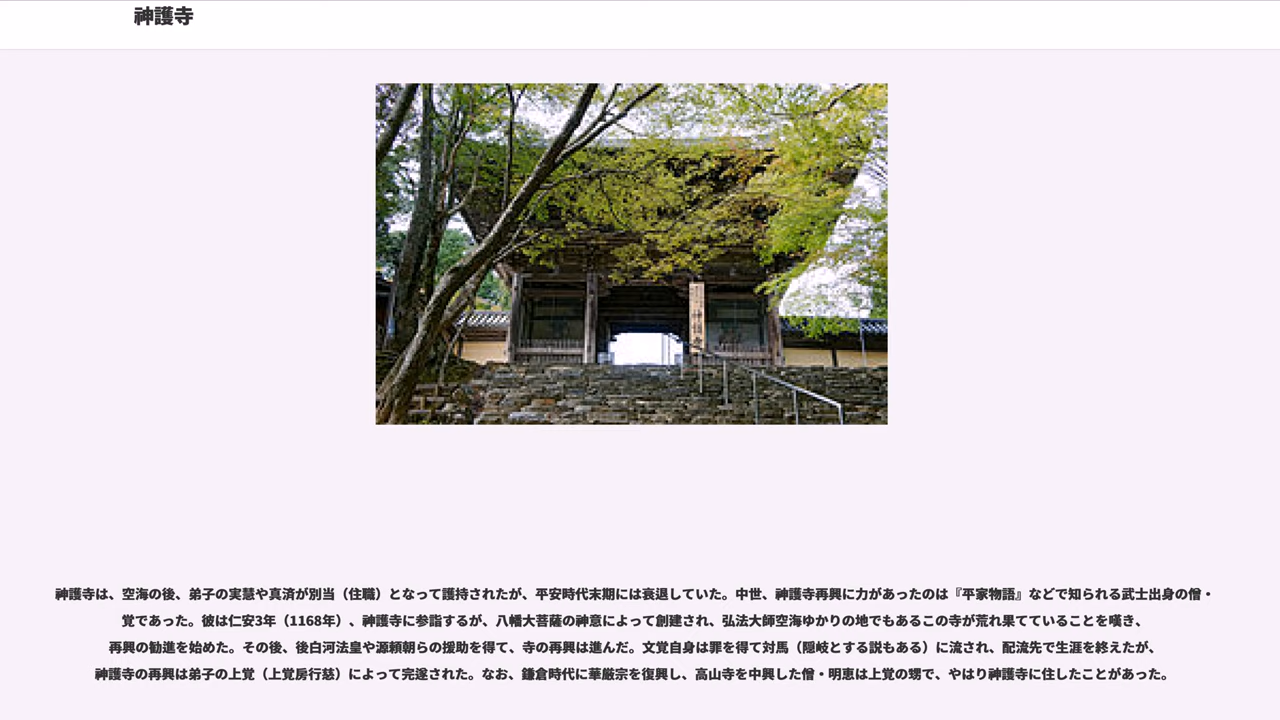 神護寺
神護寺
神護寺は、空海の後、弟子の実慧や真済が別当（住職）となって護持されたが、平安時代末期には衰退していた。中世、神護寺再興に力があったのは『平家物語』などで知られる武士出身の僧・
覚であった。彼は仁安3年（1168年）、神護寺に参詣するが、八幡大菩薩の神意によって創建され、弘法大師空海ゆかりの地でもあるこの寺が荒れ果てていることを嘆き、
再興の勧進を始めた。その後、後白河法皇や源頼朝らの援助を得て、寺の再興は進んだ。文覚自身は罪を得て対馬（隠岐とする説もある）に流され、配流先で生涯を終えたが、
神護寺の再興は弟子の上覚（上覚房行慈）によって完遂された。なお、鎌倉時代に華厳宗を復興し、高山寺を中興した僧・明恵は上覚の甥で、やはり神護寺に住したことがあった。